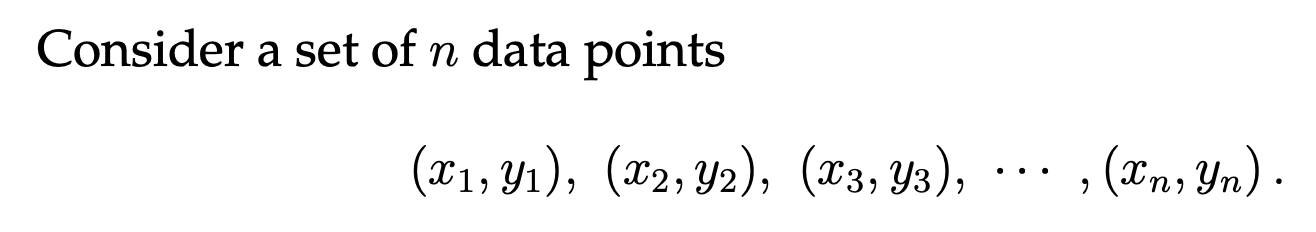 Consider a set of n data points
(x₁, y₁), (x₂, y₂), (x₃, y₃), ⋯ , (xₙ, yₙ) .